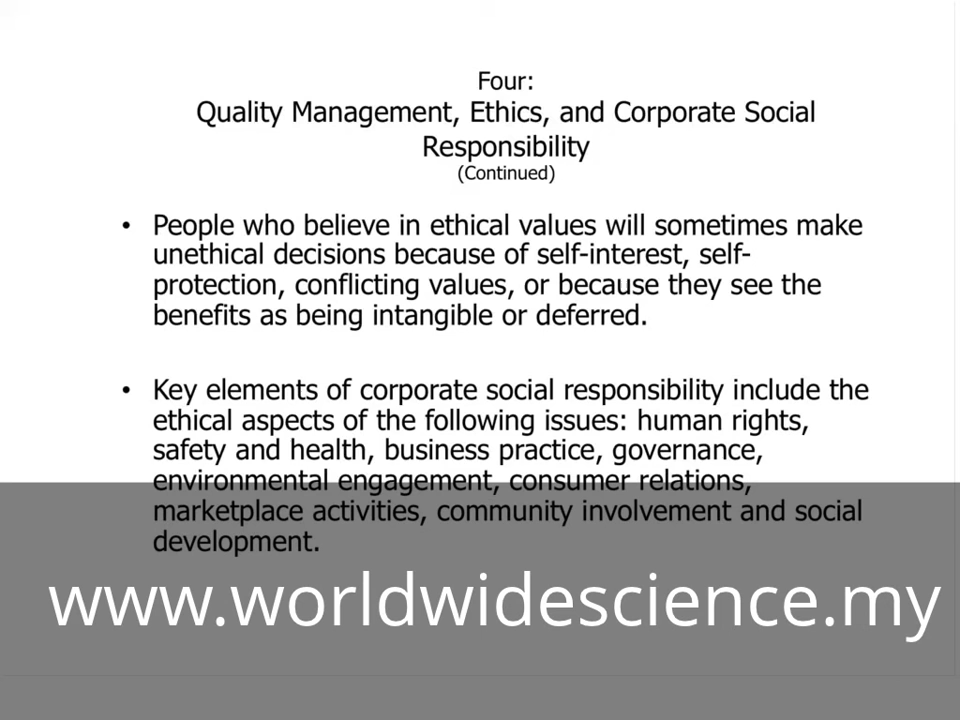 Four:
Quality Management, Ethics, and Corporate Social
Responsibility
(Continued)
• People who believe in ethical values will sometimes make
unethical decisions because of self-interest, self-
protection, conflicting values, or because they see the
benefits as being intangible or deferred.
• Key elements of corporate social responsibility include the
ethical aspects of the following issues: human rights,
safety and health, business practice, governance,
environmental engagement, consumer relations,
marketplace activities, community involvement and social
development.
www.worldwidescience.my